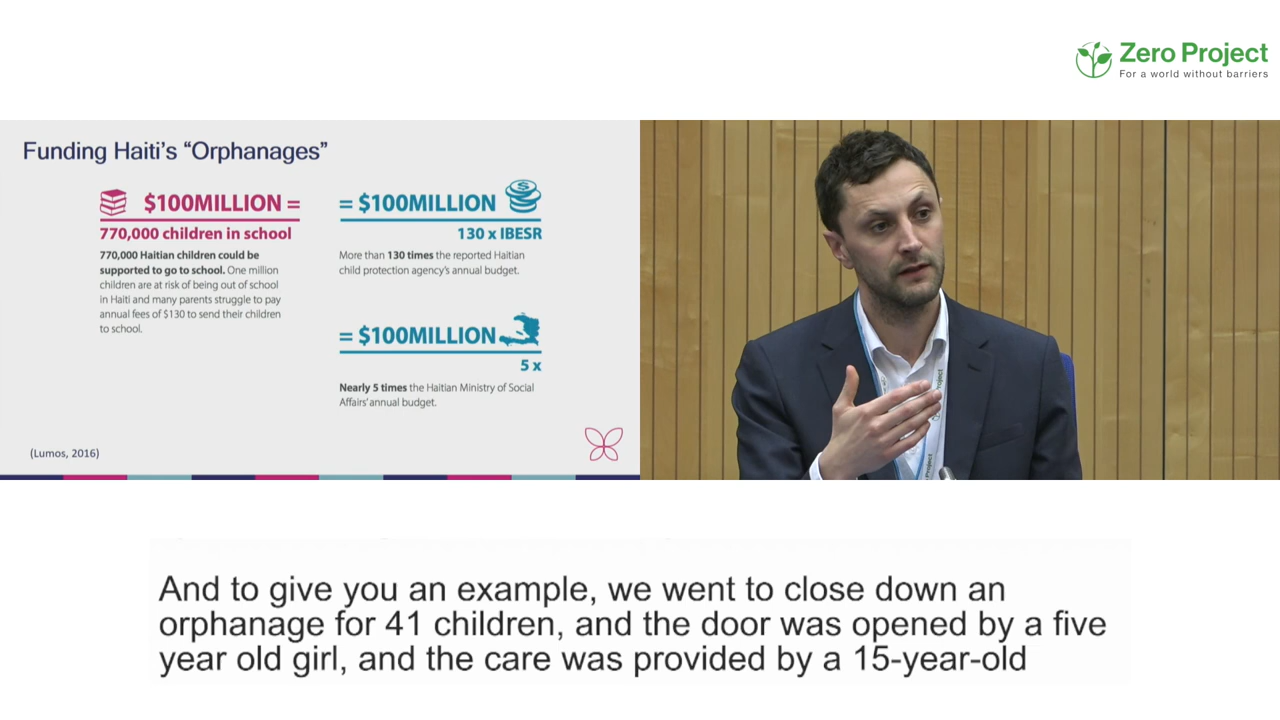 Zero Project
For a world without barriers
Funding Haiti's “Orphanages”
$100MILLION =
770,000 children in school
770,000 Haitian children could be
supported to go to school. One million
children are at risk of being out of school
in Haiti and many parents struggle to pay
annual fees of $130 to send their children
to school.
= $100MILLION
130 x IBESR
More than 130 times the reported Haitian
child protection agency's annual budget.
= $100MILLION
5 x
Nearly 5 times the Haitian Ministry of Social
Affairs' annual budget.
(Lumos, 2016)
Project
Project
And to give you an example, we went to close down an
orphanage for 41 children, and the door was opened by a five
year old girl, and the care was provided by a 15-year-old